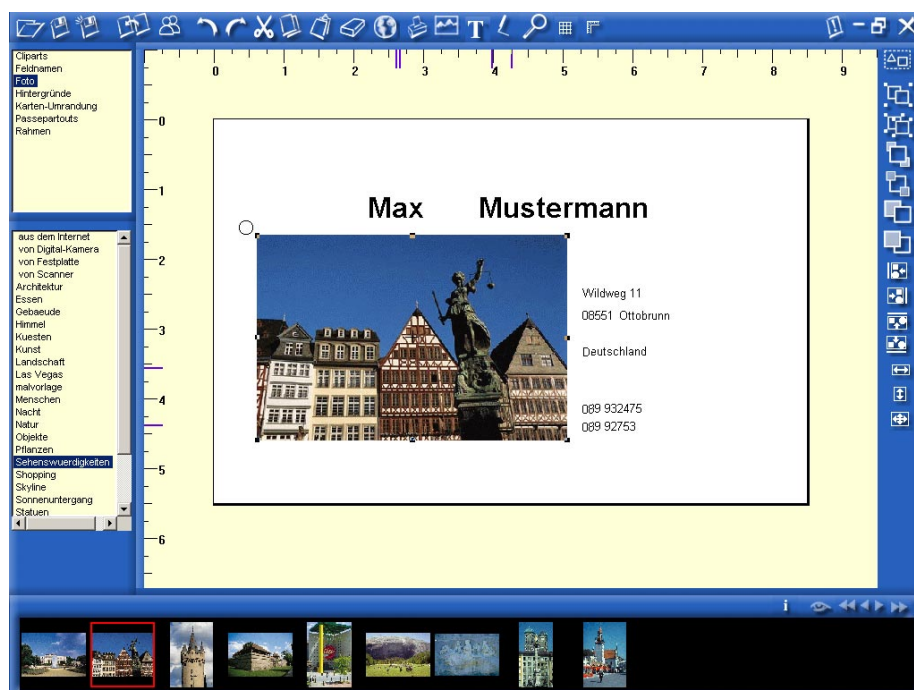 Cliparts
Feldnamen
Foto
Hintergründe
Karten-Umrandung
Passepartouts
Rahmen
aus dem Internet
von Digital-Kamera
von Festplatte
von Scanner
Architektur
Essen
Gebaeude
Himmel
Kuesten
Kunst
Landschaft
Las Vegas
malvorlage
Menschen
Nacht
Natur
Objekte
Pflanzen
Sehenswuerdigkeiten
Shopping
Skyline
Sonnenuntergang
Statuen
T
0 1 2 3 4 5 6 7 8 9
0
1
2
3
4
5
6
Max Mustermann
Wildweg 11
08551 Ottobrunn
Deutschland
089 932475
089 92753
i